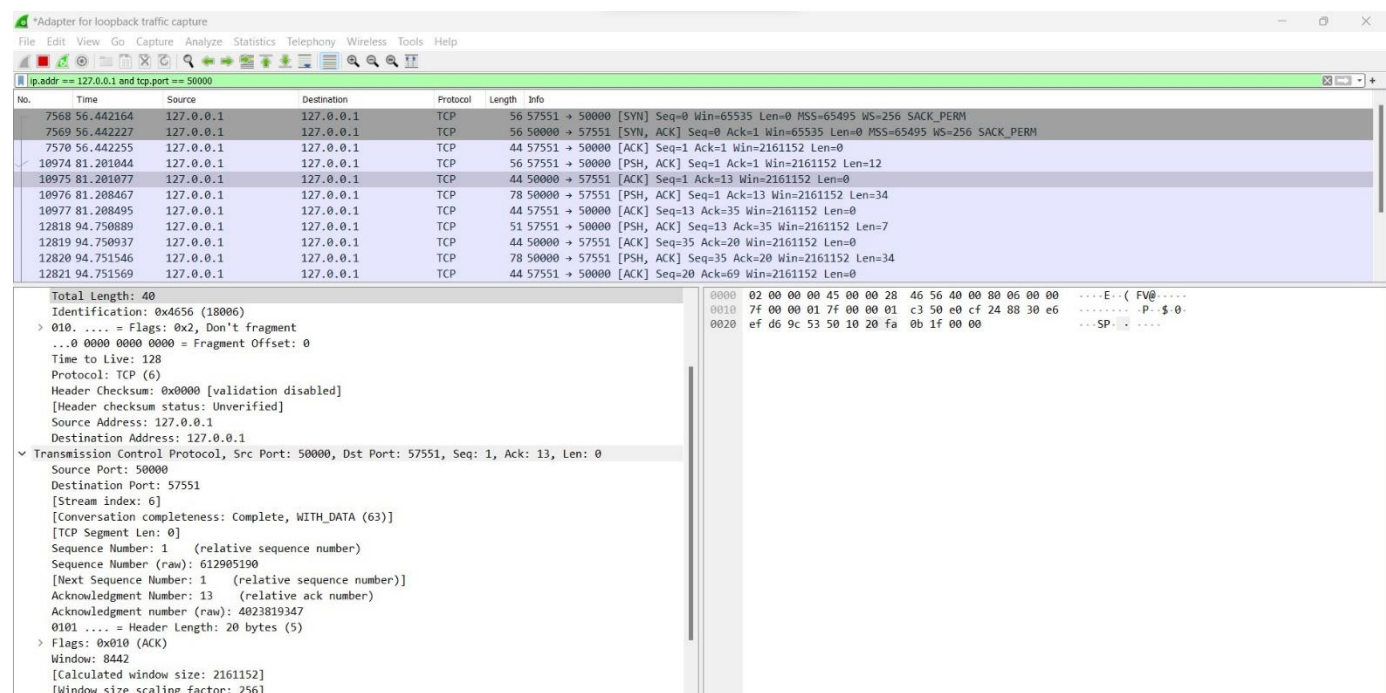 *Adapter for loopback traffic capture
File Edit View Go Capture Analyze Statistics Telephony Wireless Tools Help
ip.addr == 127.0.0.1 and tcp.port == 50000
No. Time Source Destination Protocol Length Info
7568 56.442164 127.0.0.1 127.0.0.1 TCP 56 57551 → 50000 [SYN] Seq=0 Win=65535 Len=0 MSS=65495 WS=256 SACK_PERM
7569 56.442227 127.0.0.1 127.0.0.1 TCP 56 50000 → 57551 [SYN, ACK] Seq=0 Ack=1 Win=65535 Len=0 MSS=65495 WS=256 SACK_PERM
7570 56.442255 127.0.0.1 127.0.0.1 TCP 44 57551 → 50000 [ACK] Seq=1 Ack=1 Win=2161152 Len=0
10974 81.201044 127.0.0.1 127.0.0.1 TCP 56 57551 → 50000 [PSH, ACK] Seq=1 Ack=1 Win=2161152 Len=12
10975 81.201077 127.0.0.1 127.0.0.1 TCP 44 50000 → 57551 [ACK] Seq=1 Ack=13 Win=2161152 Len=0
10976 81.208467 127.0.0.1 127.0.0.1 TCP 78 50000 → 57551 [PSH, ACK] Seq=1 Ack=13 Win=2161152 Len=34
10977 81.208495 127.0.0.1 127.0.0.1 TCP 44 57551 → 50000 [ACK] Seq=13 Ack=35 Win=2161152 Len=0
12818 94.750889 127.0.0.1 127.0.0.1 TCP 51 57551 → 50000 [PSH, ACK] Seq=13 Ack=35 Win=2161152 Len=7
12819 94.750937 127.0.0.1 127.0.0.1 TCP 44 50000 → 57551 [ACK] Seq=35 Ack=20 Win=2161152 Len=0
12820 94.751546 127.0.0.1 127.0.0.1 TCP 78 50000 → 57551 [PSH, ACK] Seq=35 Ack=20 Win=2161152 Len=34
12821 94.751569 127.0.0.1 127.0.0.1 TCP 44 57551 → 50000 [ACK] Seq=20 Ack=69 Win=2161152 Len=0
Total Length: 40
Identification: 0x4656 (18006)
010. .... = Flags: 0x2, Don't fragment
...0 0000 0000 0000 = Fragment Offset: 0
Time to Live: 128
Protocol: TCP (6)
Header Checksum: 0x0000 [validation disabled]
[Header checksum status: Unverified]
Source Address: 127.0.0.1
Destination Address: 127.0.0.1
Transmission Control Protocol, Src Port: 50000, Dst Port: 57551, Seq: 1, Ack: 13, Len: 0
Source Port: 50000
Destination Port: 57551
[Stream index: 6]
[Conversation completeness: Complete, WITH_DATA (63)]
[TCP Segment Len: 0]
Sequence Number: 1 (relative sequence number)
Sequence Number (raw): 612905190
[Next Sequence Number: 1 (relative sequence number)]
Acknowledgment Number: 13 (relative ack number)
Acknowledgment number (raw): 4023819347
0101 .... = Header Length: 20 bytes (5)
Flags: 0x010 (ACK)
Window: 8442
[Calculated window size: 2161152]
[Window size scaling factor: 256]
0000 02 00 00 00 45 00 00 28 46 56 40 00 80 06 00 00 ····E··( FV@·····
0010 7f 00 00 01 7f 00 00 01 c3 50 e0 cf 24 88 30 e6 ········ ·P··$·0·
0020 ef d6 9c 53 50 10 20 fa 0b 1f 00 00 ···SP· · ····